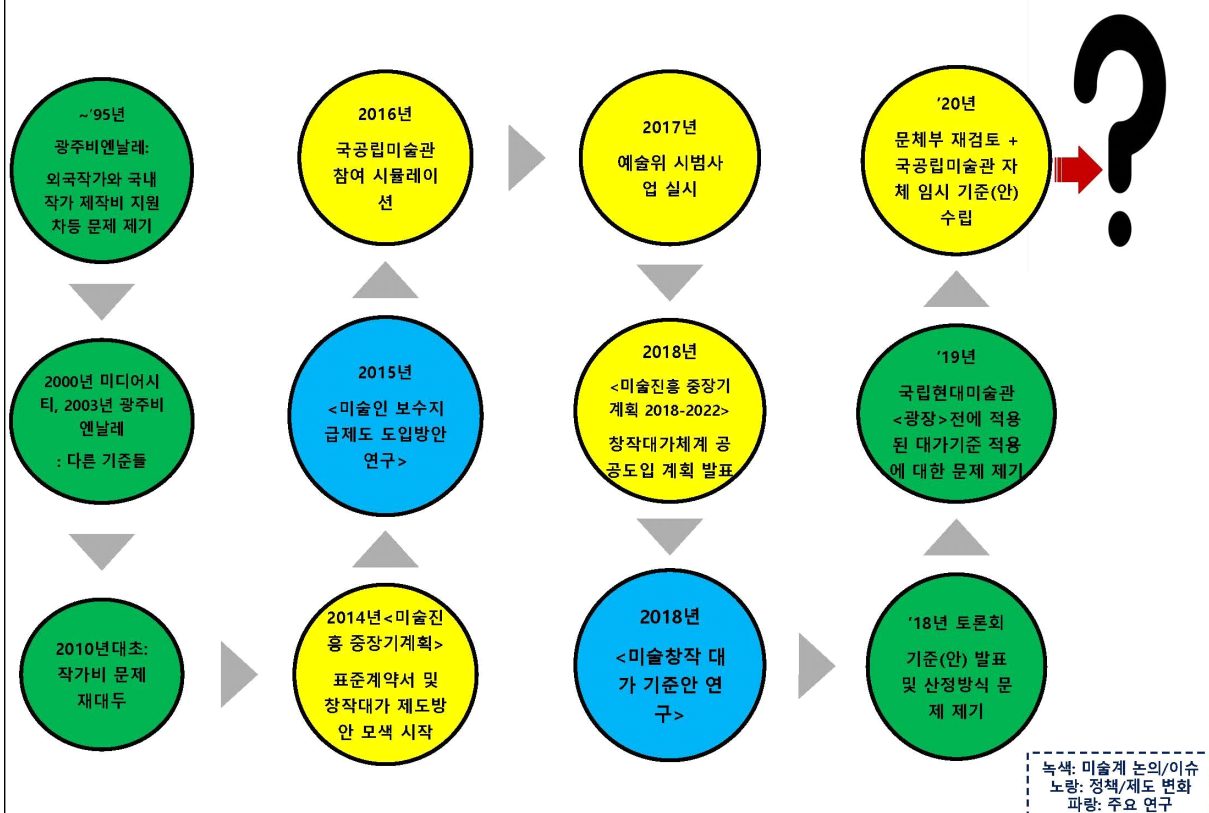 ~'95년
광주비엔날레:
외국작가와 국내
작가 제작비 지원
차등 문제 제기
2000년 미디어시
티, 2003년 광주비
엔날레
: 다른 기준들
2010년대초:
작가비 문제
재대두
2014년<미술진
흥 중장기계획>
표준계약서 및
창작대가 제도방
안 모색 시작
2015년
<미술인 보수지
급제도 도입방안
연구>
2016년
국공립미술관
참여 시뮬레이
션
2017년
예술위 시범사
업 실시
2018년
<미술진흥 중장기
계획 2018-2022>
창작대가체계 공
공도입 계획 발표
2018년
<미술창작 대
가 기준안 연
구>
'18년 토론회
기준(안) 발표
및 산정방식 문
제 제기
'19년
국립현대미술관
<광장>전에 적용
된 대가기준 적용
에 대한 문제 제기
'20년
문체부 재검토 +
국공립미술관 자
체 임시 기준(안)
수립
?
녹색: 미술계 논의/이슈
노랑: 정책/제도 변화
파랑: 주요 연구